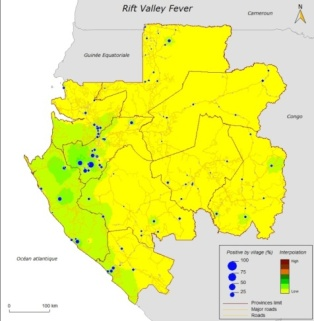 Rift Valley Fever
Cameroun
N
Guinée Equatoriale
Congo
Océan atlantique
0 100 km
Positive by village (%) Interpolation
100 High
75
50
25 Low
Provinces limit
Major roads
Roads